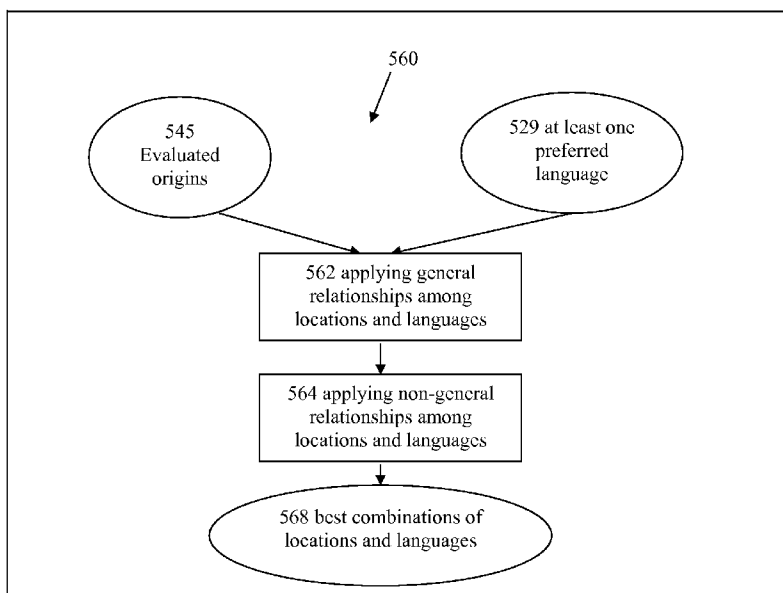 560
545
Evaluated
origins
529 at least one
preferred
language
562 applying general
relationships among
locations and languages
564 applying non-general
relationships among
locations and languages
568 best combinations of
locations and languages